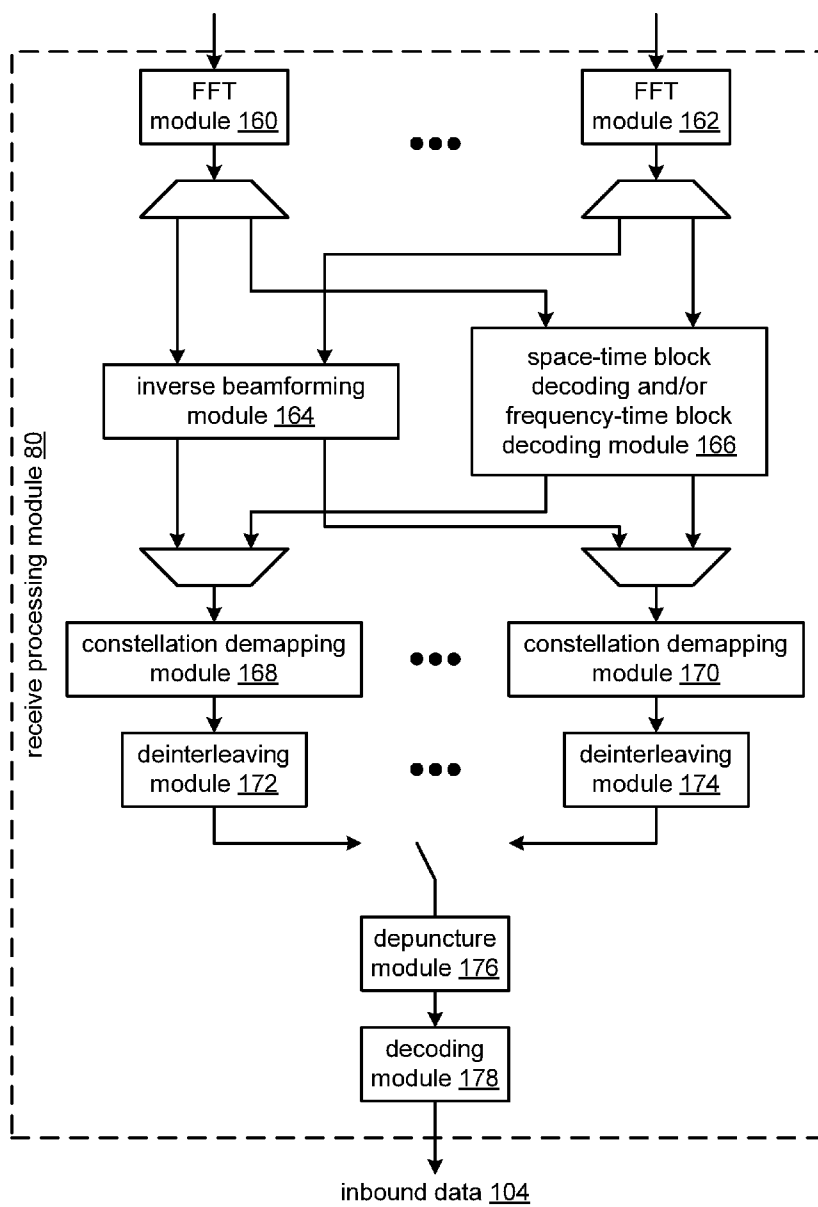 FFT
module 160
FFT
module 162
inverse beamforming
module 164
space-time block
decoding and/or
frequency-time block
decoding module 166
receive processing module 80
constellation demapping
module 168
constellation demapping
module 170
deinterleaving
module 172
deinterleaving
module 174
depuncture
module 176
decoding
module 178
inbound data 104